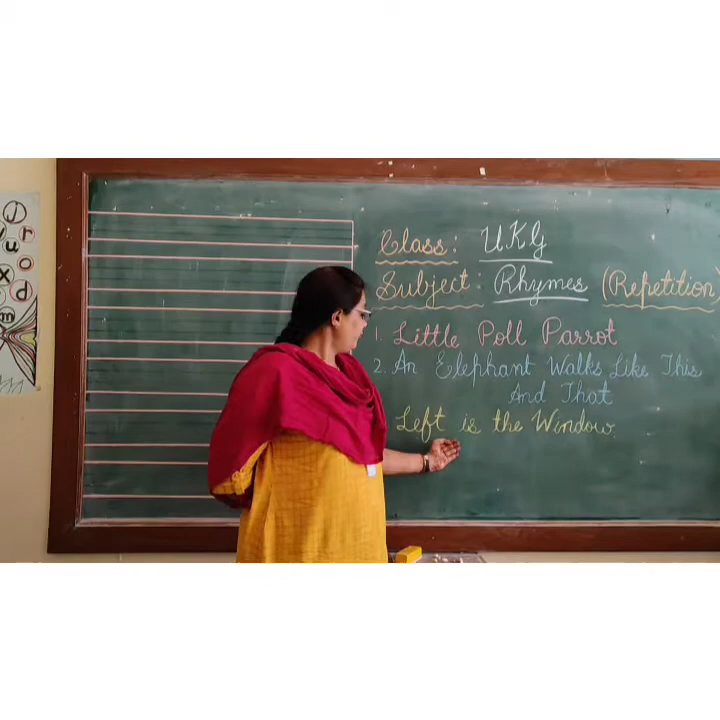 Class: U.K.G
Subject: Rhymes (Repetition)
1. Little Poll Parrot
2. An Elephant Walks Like This
And That
Left is the Window.
j
r
u
o
x
d
m